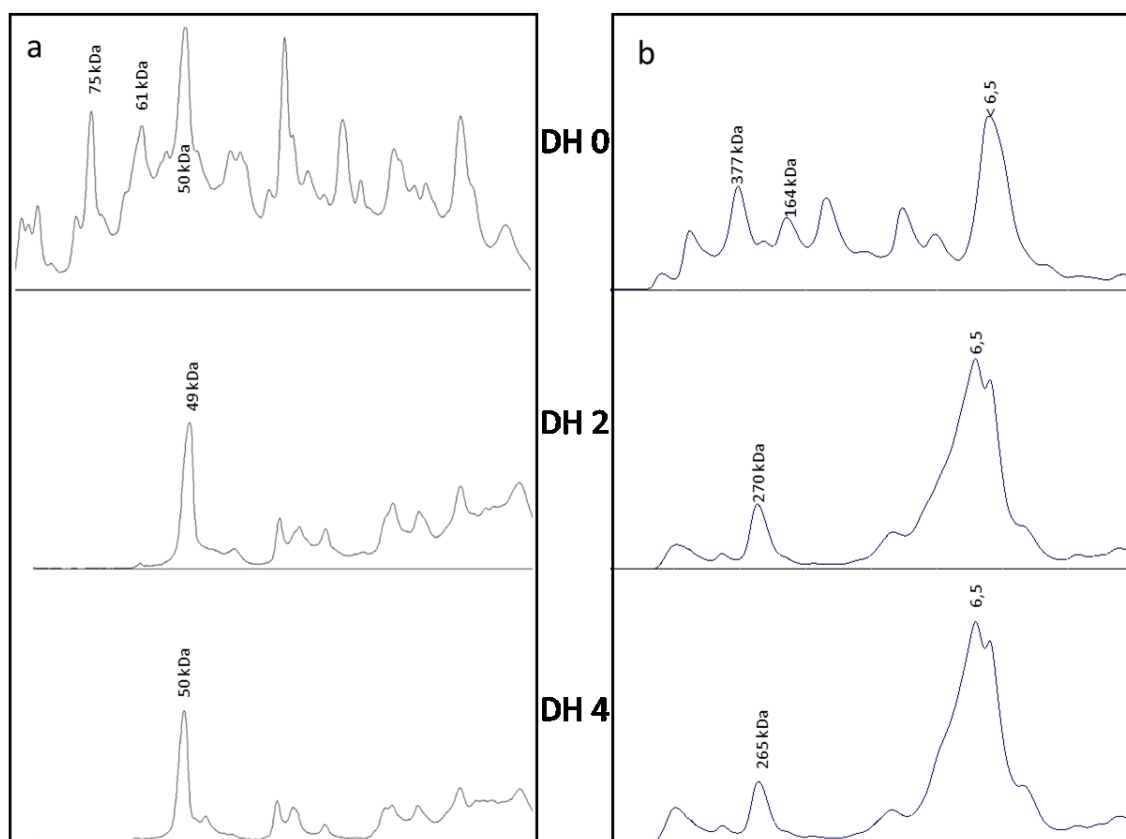 a
75 kDa
61 kDa
50 kDa
DH 0
b
377 kDa
164 kDa
< 6,5
49 kDa
DH 2
270 kDa
6,5
50 kDa
DH 4
265 kDa
6,5